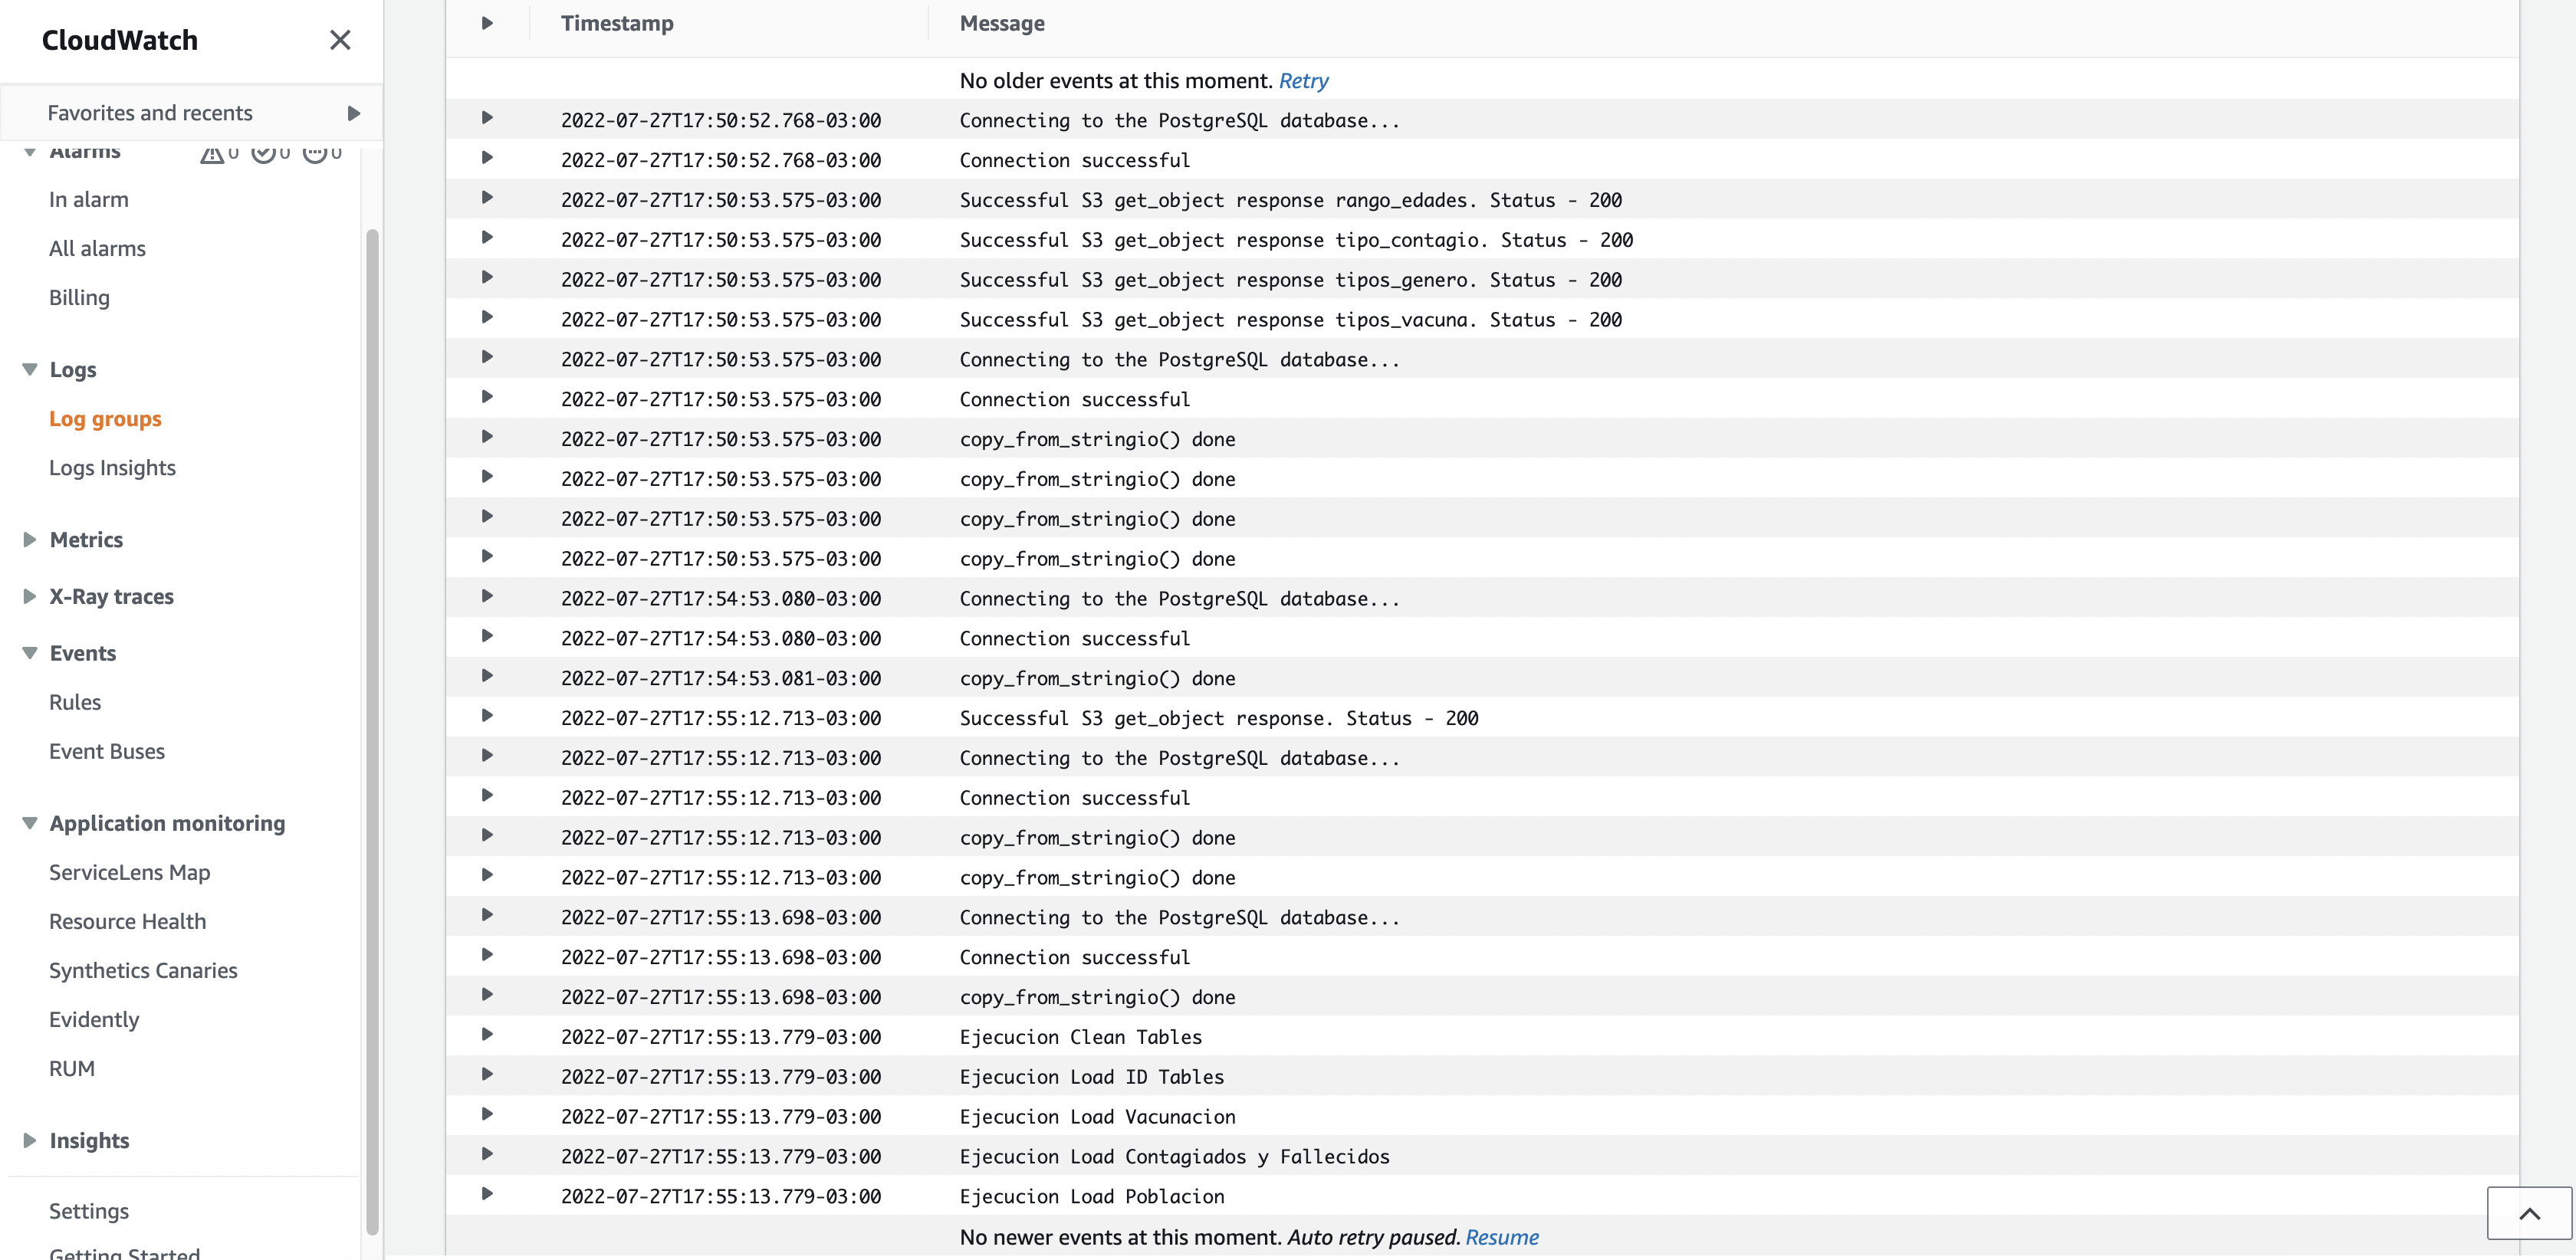 CloudWatch
Favorites and recents
Alarms 0 0 0
In alarm
All alarms
Billing
Logs
Log groups
Logs Insights
Metrics
X-Ray traces
Events
Rules
Event Buses
Application monitoring
ServiceLens Map
Resource Health
Synthetics Canaries
Evidently
RUM
Insights
Settings
Getting Started
Timestamp Message
No older events at this moment. Retry
2022-07-27T17:50:52.768-03:00 Connecting to the PostgreSQL database...
2022-07-27T17:50:52.768-03:00 Connection successful
2022-07-27T17:50:53.575-03:00 Successful S3 get_object response rango_edades. Status - 200
2022-07-27T17:50:53.575-03:00 Successful S3 get_object response tipo_contagio. Status - 200
2022-07-27T17:50:53.575-03:00 Successful S3 get_object response tipos_genero. Status - 200
2022-07-27T17:50:53.575-03:00 Successful S3 get_object response tipos_vacuna. Status - 200
2022-07-27T17:50:53.575-03:00 Connecting to the PostgreSQL database...
2022-07-27T17:50:53.575-03:00 Connection successful
2022-07-27T17:50:53.575-03:00 copy_from_stringio() done
2022-07-27T17:50:53.575-03:00 copy_from_stringio() done
2022-07-27T17:50:53.575-03:00 copy_from_stringio() done
2022-07-27T17:50:53.575-03:00 copy_from_stringio() done
2022-07-27T17:54:53.080-03:00 Connecting to the PostgreSQL database...
2022-07-27T17:54:53.080-03:00 Connection successful
2022-07-27T17:54:53.081-03:00 copy_from_stringio() done
2022-07-27T17:55:12.713-03:00 Successful S3 get_object response. Status - 200
2022-07-27T17:55:12.713-03:00 Connecting to the PostgreSQL database...
2022-07-27T17:55:12.713-03:00 Connection successful
2022-07-27T17:55:12.713-03:00 copy_from_stringio() done
2022-07-27T17:55:12.713-03:00 copy_from_stringio() done
2022-07-27T17:55:13.698-03:00 Connecting to the PostgreSQL database...
2022-07-27T17:55:13.698-03:00 Connection successful
2022-07-27T17:55:13.698-03:00 copy_from_stringio() done
2022-07-27T17:55:13.779-03:00 Ejecucion Clean Tables
2022-07-27T17:55:13.779-03:00 Ejecucion Load ID Tables
2022-07-27T17:55:13.779-03:00 Ejecucion Load Vacunacion
2022-07-27T17:55:13.779-03:00 Ejecucion Load Contagiados y Fallecidos
2022-07-27T17:55:13.779-03:00 Ejecucion Load Poblacion
No newer events at this moment. Auto retry paused. Resume